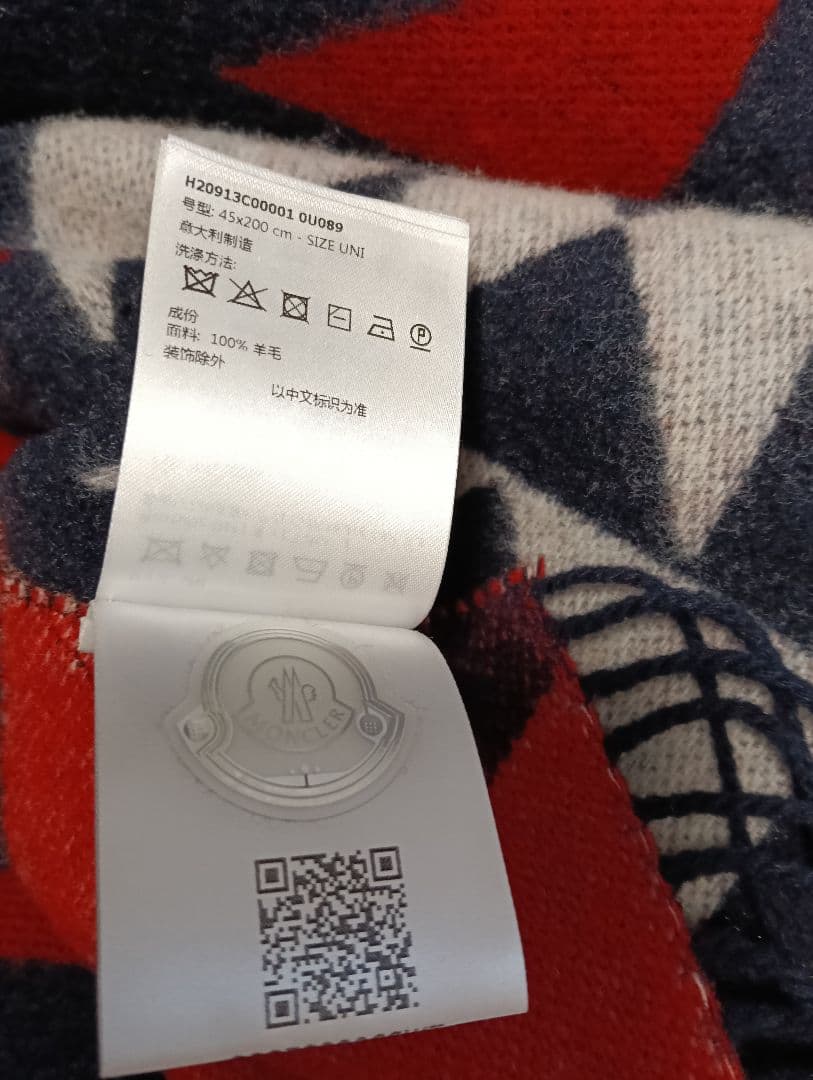 H20913C00001 0U089
号型: 45x200 cm - SIZE UNI
意大利制造
洗涤方法:
P
成份
面料: 100% 羊毛
装饰除外
以中文标识为准
MONCLER